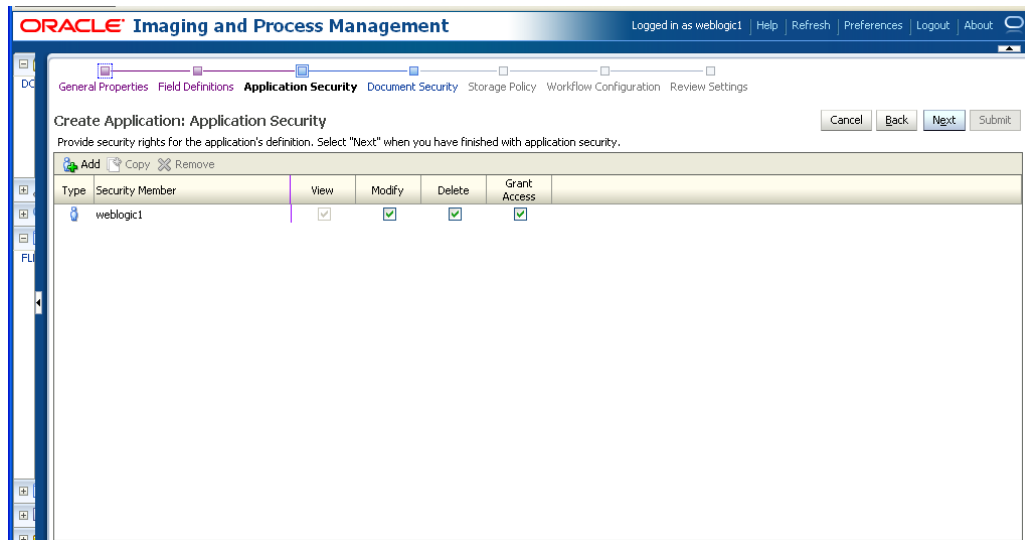 ORACLE Imaging and Process Management
Logged in as weblogic1 | Help | Refresh | Preferences | Logout | About
DO
General Properties Field Definitions Application Security Document Security Storage Policy Workflow Configuration Review Settings
Create Application: Application Security
Cancel Back Next Submit
Provide security rights for the application's definition. Select "Next" when you have finished with application security.
Add Copy Remove
Type Security Member View Modify Delete Grant Access
weblogic1
FLI